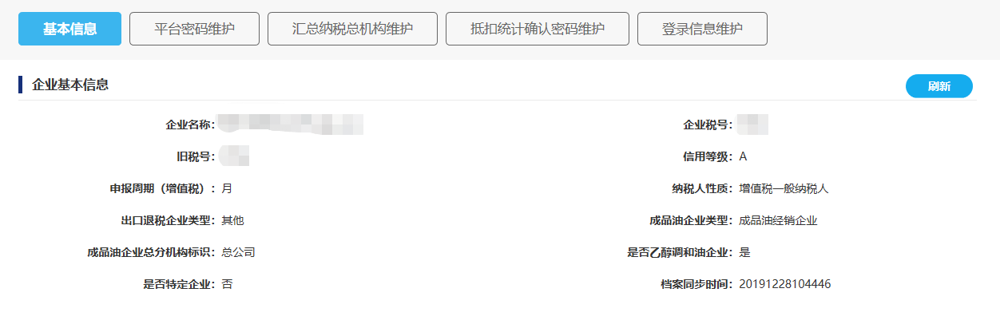 基本信息 平台密码维护 汇总纳税总机构维护 抵扣统计确认密码维护 登录信息维护
企业基本信息 刷新
企业名称: 企业税号:
旧税号: 信用等级: A
申报周期（增值税）: 月 纳税人性质: 增值税一般纳税人
出口退税企业类型: 其他 成品油企业类型: 成品油经销企业
成品油企业总分机构标识: 总公司 是否乙醇调和油企业: 是
是否特定企业: 否 档案同步时间: 20191228104446